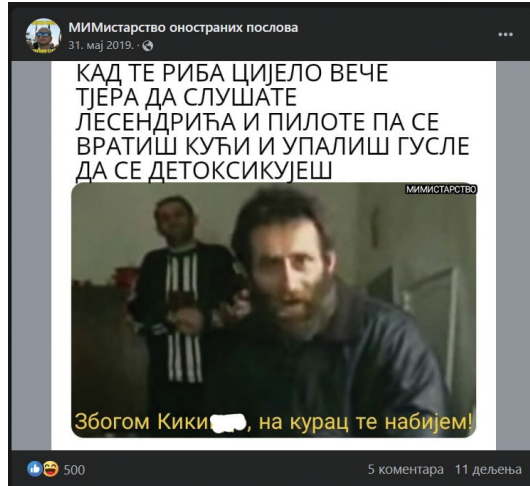 МИМистарство оностраних послова
31. мај 2019.
КАД ТЕ РИБА ЦИЈЕЛО ВЕЧЕ
ТЈЕРА ДА СЛУШАТЕ
ЛЕСЕНДРИЋА И ПИЛОТЕ ПА СЕ
ВРАТИШ КУЋИ И УПАЛИШ ГУСЛЕ
ДА СЕ ДЕТОКСИКУЈЕШ
МИМИСТАРСТВО
Збогом, на курац те набијем!
500
5 коментара 11 дељења